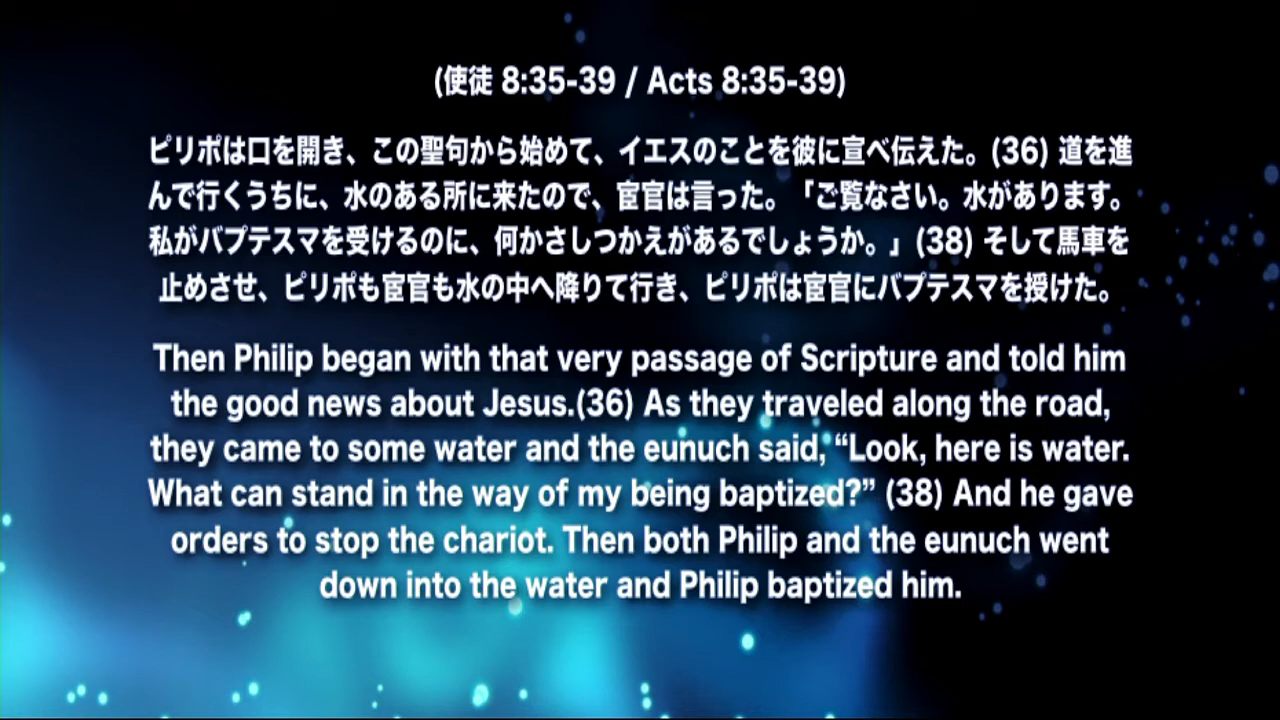 (使徒 8:35-39 / Acts 8:35-39)
ピリポは口を開き、この聖句から始めて、イエスのことを彼に宣べ伝えた。(36) 道を進
んで行くうちに、水のある所に来たので、宦官は言った。「ご覧なさい。水があります。
私がバプテスマを受けるのに、何かさしつかえがあるでしょうか。」(38) そして馬車を
止めさせ、ピリポも宦官も水の中へ降りて行き、ピリポは宦官にバプテスマを授けた。
Then Philip began with that very passage of Scripture and told him
the good news about Jesus.(36) As they traveled along the road,
they came to some water and the eunuch said, “Look, here is water.
What can stand in the way of my being baptized?” (38) And he gave
orders to stop the chariot. Then both Philip and the eunuch went
down into the water and Philip baptized him.